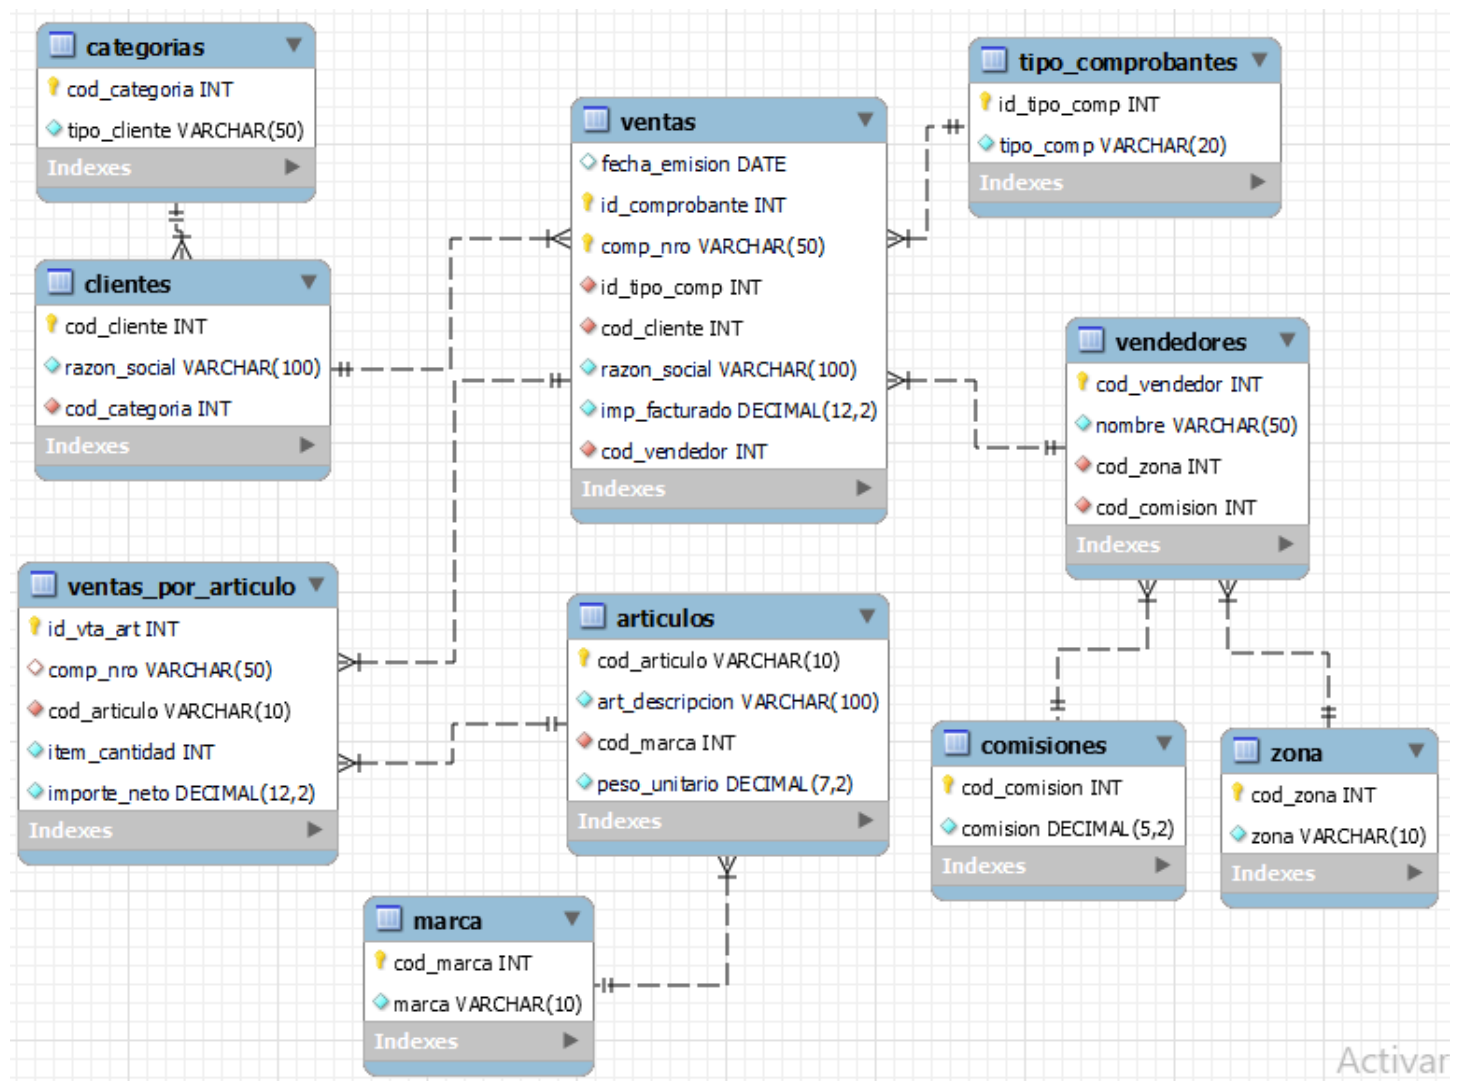 categorias
cod_categoria INT
tipo_cliente VARCHAR(50)
Indexes
clientes
cod_cliente INT
razon_social VARCHAR(100)
cod_categoria INT
Indexes
ventas
fecha_emision DATE
id_comprobante INT
comp_nro VARCHAR(50)
id_tipo_comp INT
cod_cliente INT
razon_social VARCHAR(100)
imp_facturado DECIMAL(12,2)
cod_vendedor INT
Indexes
tipo_comprobantes
id_tipo_comp INT
tipo_comp VARCHAR(20)
Indexes
vendedores
cod_vendedor INT
nombre VARCHAR(50)
cod_zona INT
cod_comision INT
Indexes
ventas_por_articulo
id_vta_art INT
comp_nro VARCHAR(50)
cod_articulo VARCHAR(10)
item_cantidad INT
importe_neto DECIMAL(12,2)
Indexes
articulos
cod_articulo VARCHAR(10)
art_descripcion VARCHAR(100)
cod_marca INT
peso_unitario DECIMAL(7,2)
Indexes
comisiones
cod_comision INT
comision DECIMAL(5,2)
Indexes
zona
cod_zona INT
zona VARCHAR(10)
Indexes
marca
cod_marca INT
marca VARCHAR(10)
Indexes
Activar